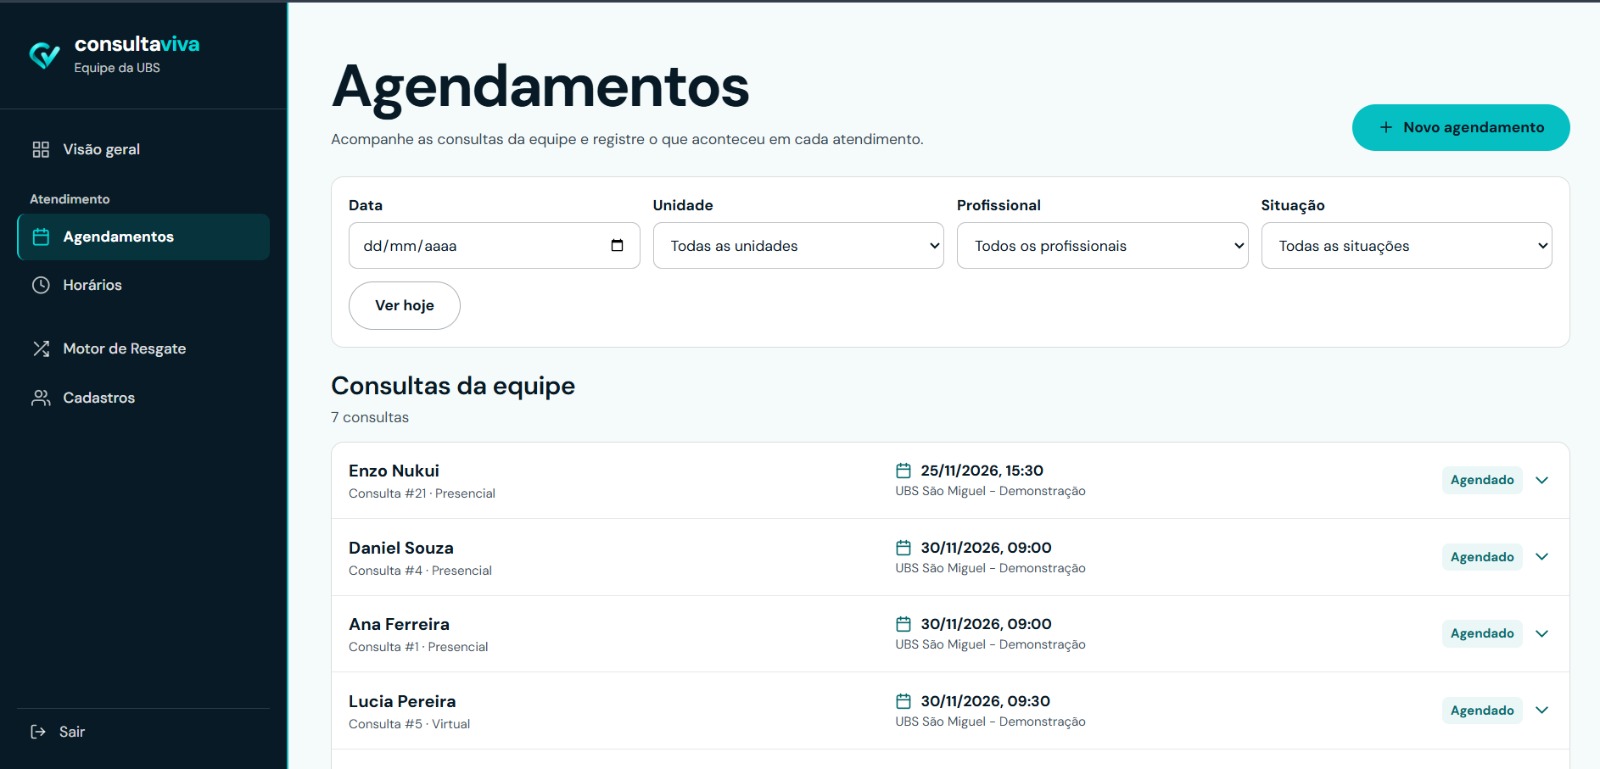 consultaviva
Equipe da UBS
Visão geral
Atendimento
Agendamentos
Horários
Motor de Resgate
Cadastros
Sair
Agendamentos
Acompanhe as consultas da equipe e registre o que aconteceu em cada atendimento.
+ Novo agendamento
Data Unidade Profissional Situação
dd/mm/aaaa Todas as unidades Todos os profissionais Todas as situações
Ver hoje
Consultas da equipe
7 consultas
Enzo Nukui 25/11/2026, 15:30 Agendado
Consulta #21 · Presencial UBS São Miguel - Demonstração
Daniel Souza 30/11/2026, 09:00 Agendado
Consulta #4 · Presencial UBS São Miguel - Demonstração
Ana Ferreira 30/11/2026, 09:00 Agendado
Consulta #1 · Presencial UBS São Miguel - Demonstração
Lucia Pereira 30/11/2026, 09:30 Agendado
Consulta #5 · Virtual UBS São Miguel - Demonstração